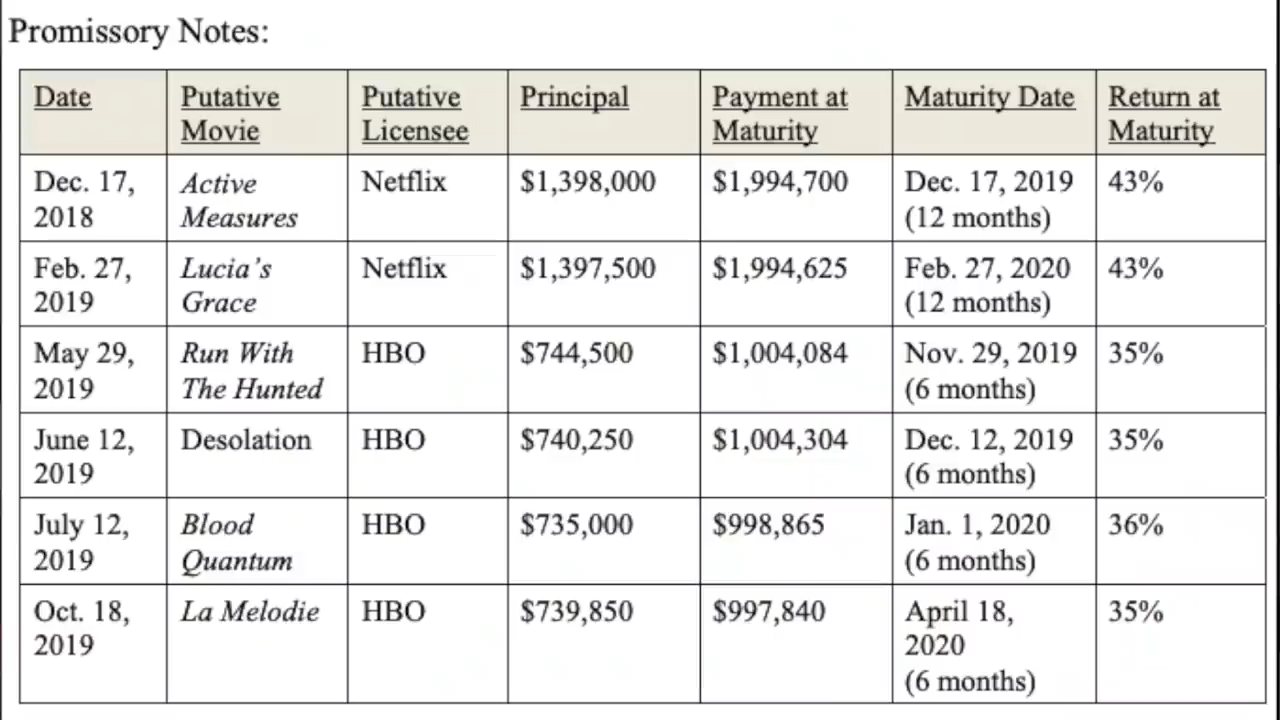 Promissory Notes:
Date Putative Movie Putative Licensee Principal Payment at Maturity Maturity Date Return at Maturity
Dec. 17, 2018 Active Measures Netflix $1,398,000 $1,994,700 Dec. 17, 2019 (12 months) 43%
Feb. 27, 2019 Lucia's Grace Netflix $1,397,500 $1,994,625 Feb. 27, 2020 (12 months) 43%
May 29, 2019 Run With The Hunted HBO $744,500 $1,004,084 Nov. 29, 2019 (6 months) 35%
June 12, 2019 Desolation HBO $740,250 $1,004,304 Dec. 12, 2019 (6 months) 35%
July 12, 2019 Blood Quantum HBO $735,000 $998,865 Jan. 1, 2020 (6 months) 36%
Oct. 18, 2019 La Melodie HBO $739,850 $997,840 April 18, 2020 (6 months) 35%